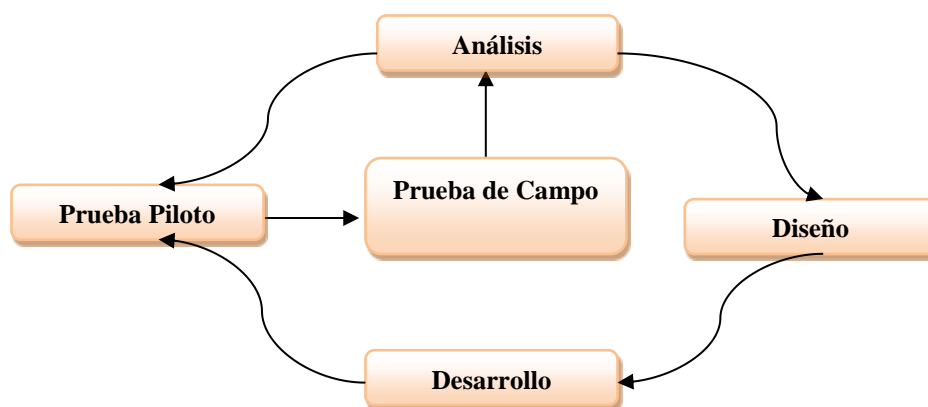 Análisis
Prueba de Campo
Prueba Piloto
Diseño
Desarrollo